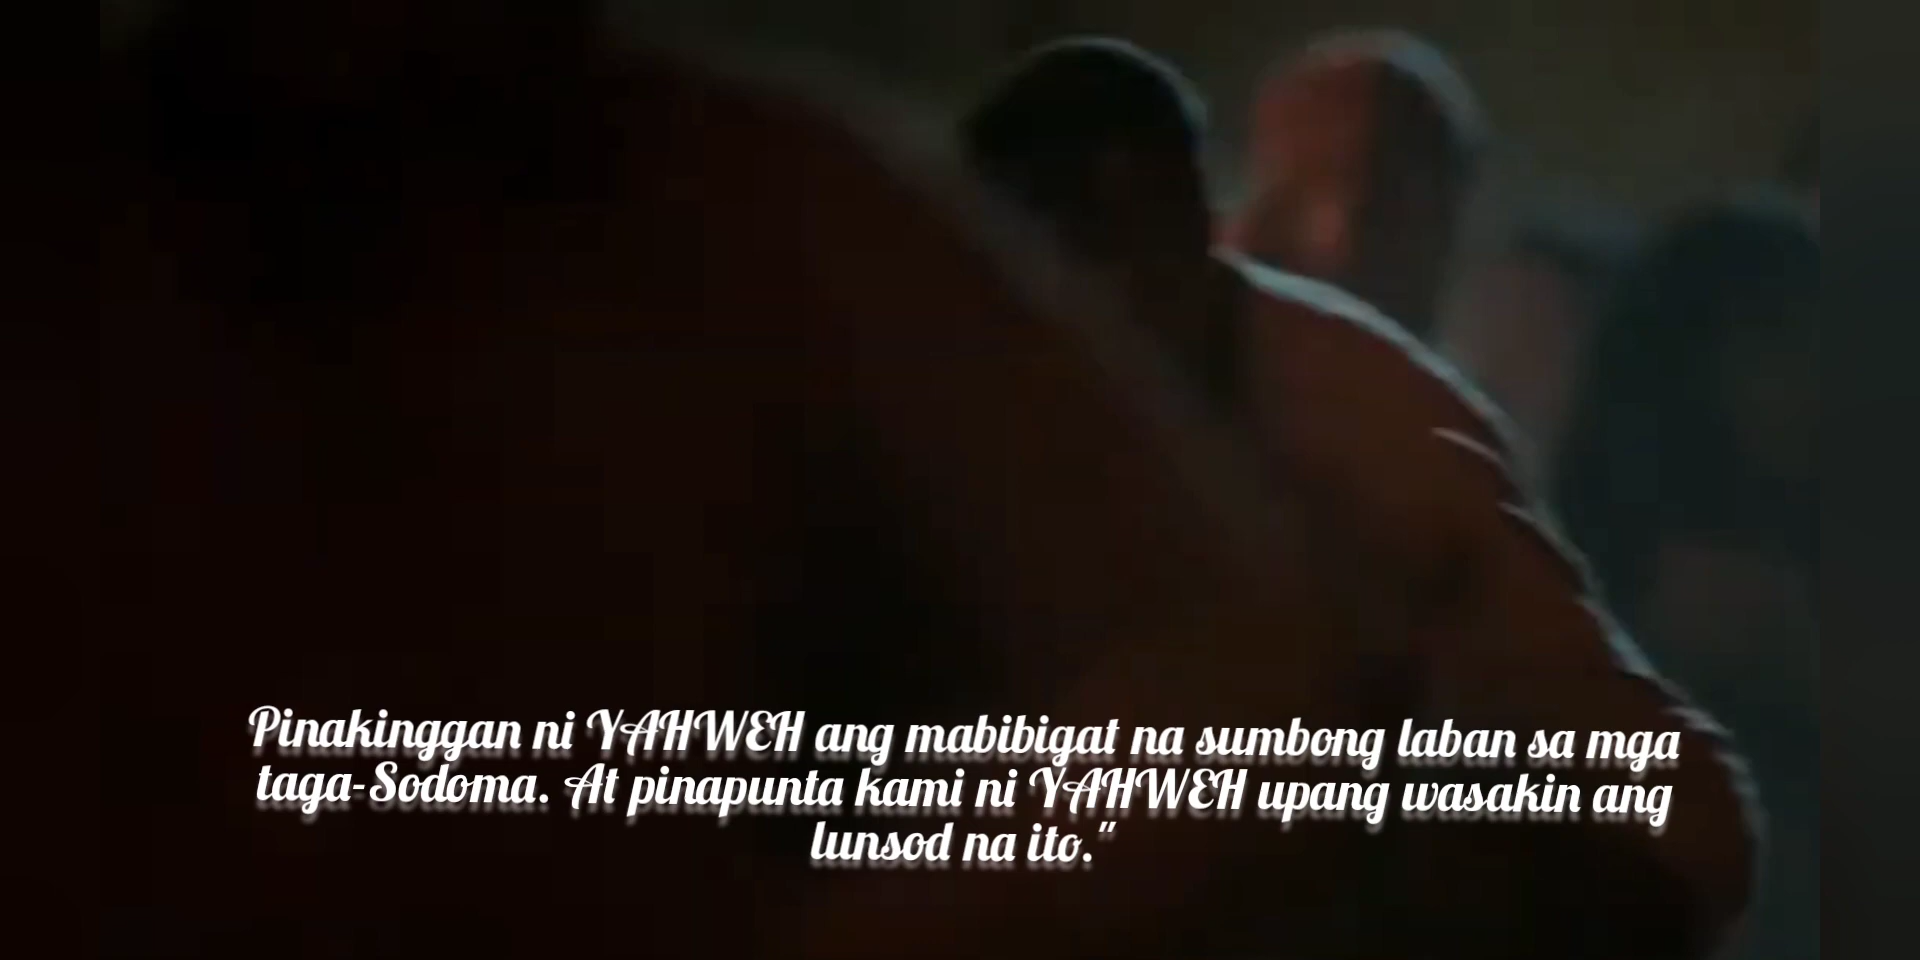 Pinakinggan ni YAHWEH ang mabibigat na sumbong laban sa mga
taga-Sodoma. At pinapunta kami ni YAHWEH upang wasakin ang
lunsod na ito."